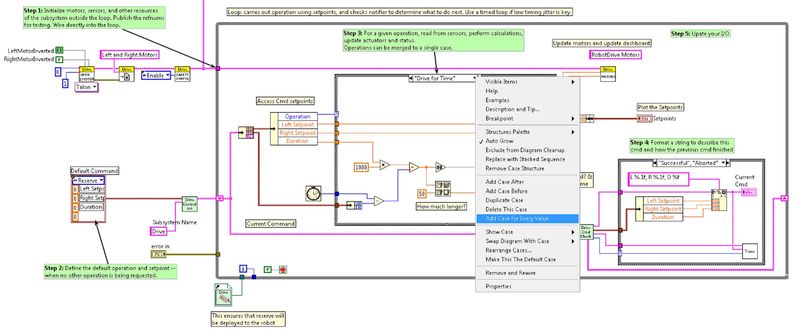 Step 1: Initialize motors, sensors, and other resources
of the subsystem outside the loop. Publish the refnums
for testing. Wire directly into the loop.
Loop: carries out operation using setpoints, and checks notifier to determine what to do next. Use a timed loop if low timing jitter is key.
Step 3: For a given operation, read from sensors, perform calculations,
update actuators and status.
Operations can be merged to a single case.
Step 5: Upate your I/O
Update motors and update dashboard
RobotDrive Motors
LeftMotorInverted
RightMotorInverted
Left and Right Motors
Enable
Talon
"Drive for Time"
Visible Items
Help
Examples
Description and Tip...
Breakpoint
Structures Palette
Auto Grow
Exclude from Diagram Cleanup
Replace with Stacked Sequence
Remove Case Structure
Add Case After
Add Case Before
Duplicate Case
Delete This Case
Add Case for Every Value
Show Case
Swap Diagram With Case
Rearrange Cases...
Make This The Default Case
Remove and Rewire
Properties
Access Cmd setpoints
Operation
Left Setpoint
Right Setpoint
Duration
1000
How much longer?
Current Command
Plot the Setpoints
Setpoints
Step 4: Format a string to describe this
cmd and how the previous cmd finished
"Successful", "Aborted"
L %.1f, R %.1f, D %f
Current
Cmd
Left Setpoint
Right Setpoint
Duration
Default Command
Reserve
Left Setpo
Right Set
Duration
Subsystem Name
Drive
error in
Step 2: Define the default operation and setpoint --
when no other operation is being requested.
This ensures that reserve will
be deployed to the robot